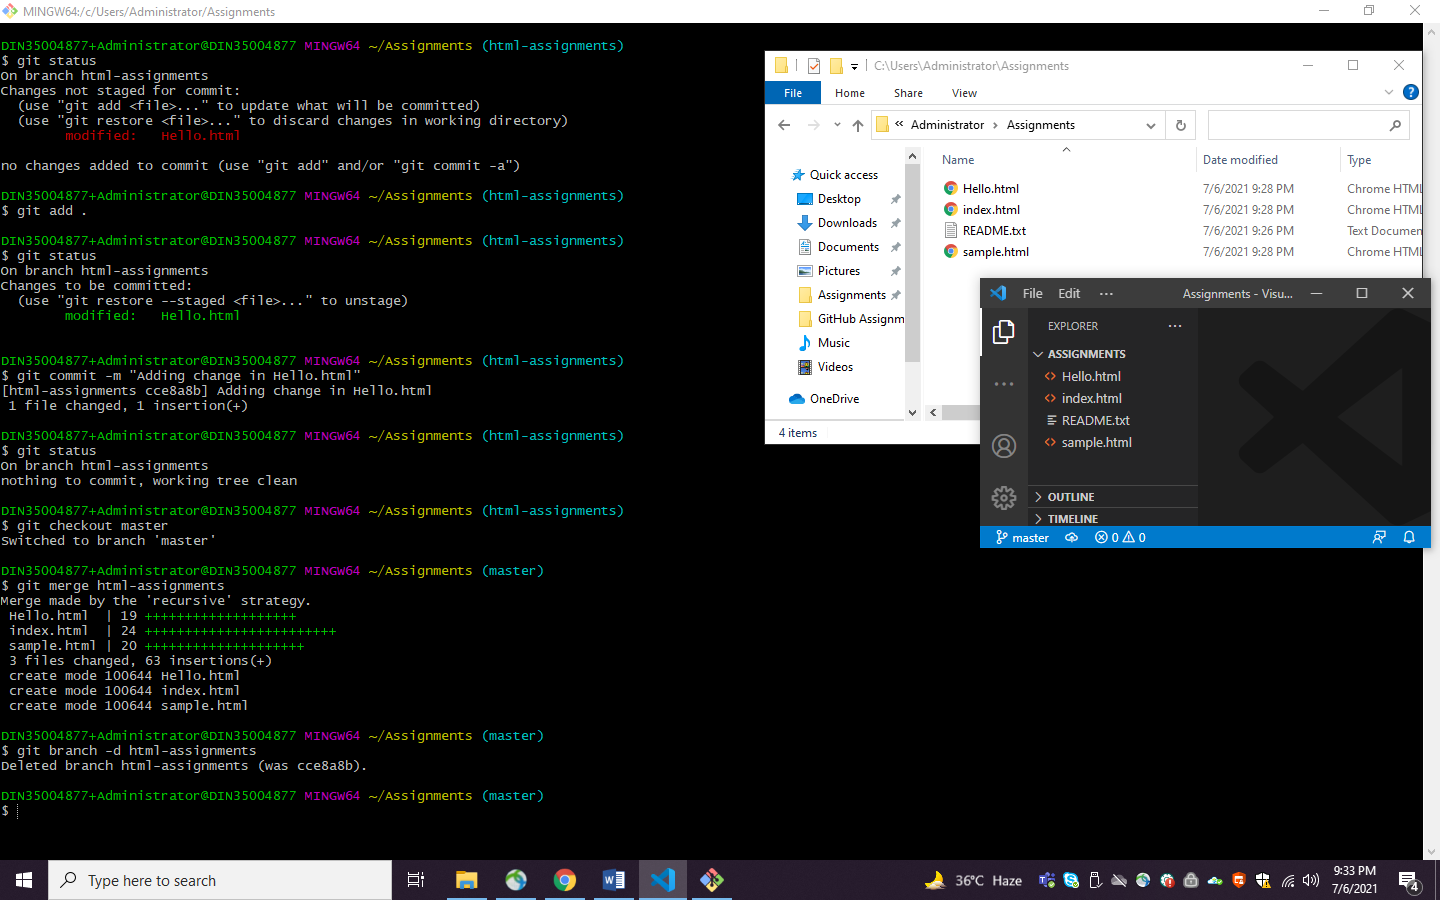 MINGW64:/c/Users/Administrator/Assignments
DIN35004877+Administrator@DIN35004877 MINGW64 ~/Assignments (html-assignments)
$ git status
On branch html-assignments
Changes not staged for commit:
  (use "git add <file>..." to update what will be committed)
  (use "git restore <file>..." to discard changes in working directory)
        modified:   Hello.html
no changes added to commit (use "git add" and/or "git commit -a")
DIN35004877+Administrator@DIN35004877 MINGW64 ~/Assignments (html-assignments)
$ git add .
DIN35004877+Administrator@DIN35004877 MINGW64 ~/Assignments (html-assignments)
$ git status
On branch html-assignments
Changes to be committed:
  (use "git restore --staged <file>..." to unstage)
        modified:   Hello.html
DIN35004877+Administrator@DIN35004877 MINGW64 ~/Assignments (html-assignments)
$ git commit -m "Adding change in Hello.html"
[html-assignments cce8a8b] Adding change in Hello.html
 1 file changed, 1 insertion(+)
DIN35004877+Administrator@DIN35004877 MINGW64 ~/Assignments (html-assignments)
$ git status
On branch html-assignments
nothing to commit, working tree clean
DIN35004877+Administrator@DIN35004877 MINGW64 ~/Assignments (html-assignments)
$ git checkout master
Switched to branch 'master'
DIN35004877+Administrator@DIN35004877 MINGW64 ~/Assignments (master)
$ git merge html-assignments
Merge made by the 'recursive' strategy.
 Hello.html  | 19 +++++++++++++++++++
 index.html  | 24 ++++++++++++++++++++++++
 sample.html | 20 ++++++++++++++++++++
 3 files changed, 63 insertions(+)
 create mode 100644 Hello.html
 create mode 100644 index.html
 create mode 100644 sample.html
DIN35004877+Administrator@DIN35004877 MINGW64 ~/Assignments (master)
$ git branch -d html-assignments
Deleted branch html-assignments (was cce8a8b).
DIN35004877+Administrator@DIN35004877 MINGW64 ~/Assignments (master)
$
C:\Users\Administrator\Assignments
File Home Share View
« Administrator > Assignments
Name Date modified Type
Hello.html 7/6/2021 9:28 PM Chrome HTML
index.html 7/6/2021 9:28 PM Chrome HTML
README.txt 7/6/2021 9:26 PM Text Documen
sample.html 7/6/2021 9:28 PM Chrome HTML
Quick access
Desktop
Downloads
Documents
Pictures
Assignments
GitHub Assignm
Music
Videos
OneDrive
4 items
File Edit ··· Assignments - Visu...
EXPLORER ···
ASSIGNMENTS
Hello.html
index.html
README.txt
sample.html
OUTLINE
TIMELINE
master 0 0
Type here to search
36°C Haze
9:33 PM
7/6/2021
4